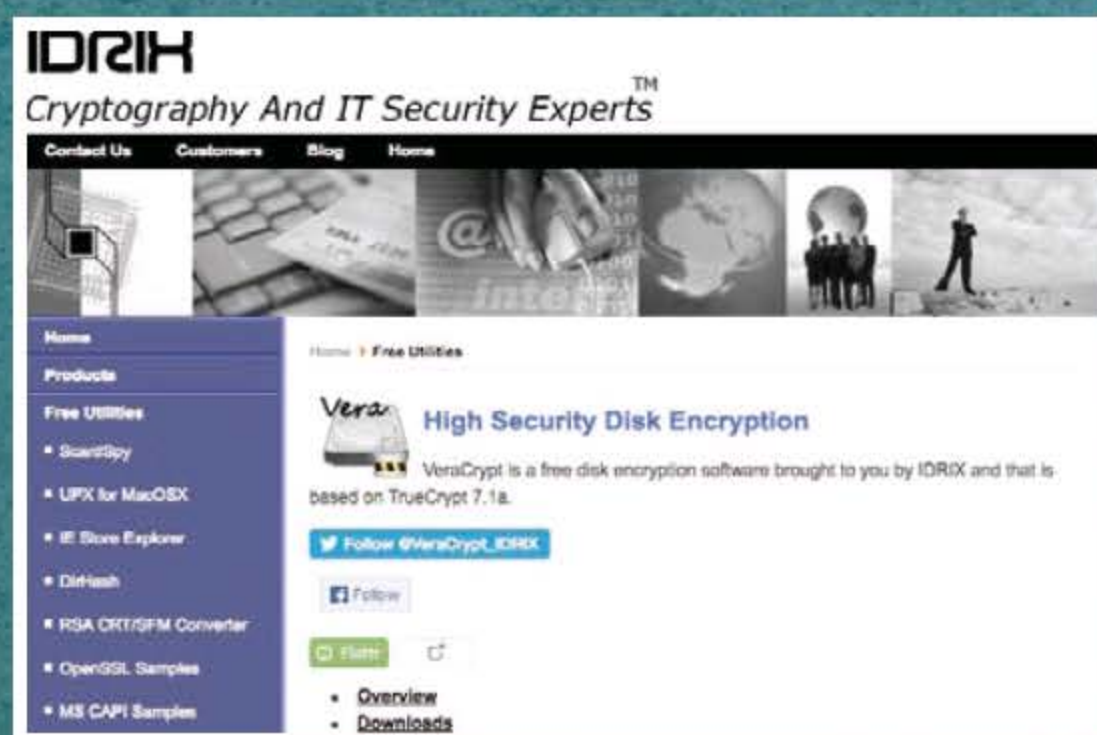 IDRIX
Cryptography And IT Security Experts™
Contact Us Customers Blog Home
@
Home
Products
Free Utilities
ScardSpy
UPX for MacOSX
IE Store Explorer
DirHash
RSA CRT/SFM Converter
OpenSSL Samples
MS CAPI Samples
Home Free Utilities
Vera
High Security Disk Encryption
VeraCrypt is a free disk encryption software brought to you by IDRIX and that is
based on TrueCrypt 7.1a.
Follow @VeraCrypt_IDRIX
Follow
Flattr
• Overview
• Downloads